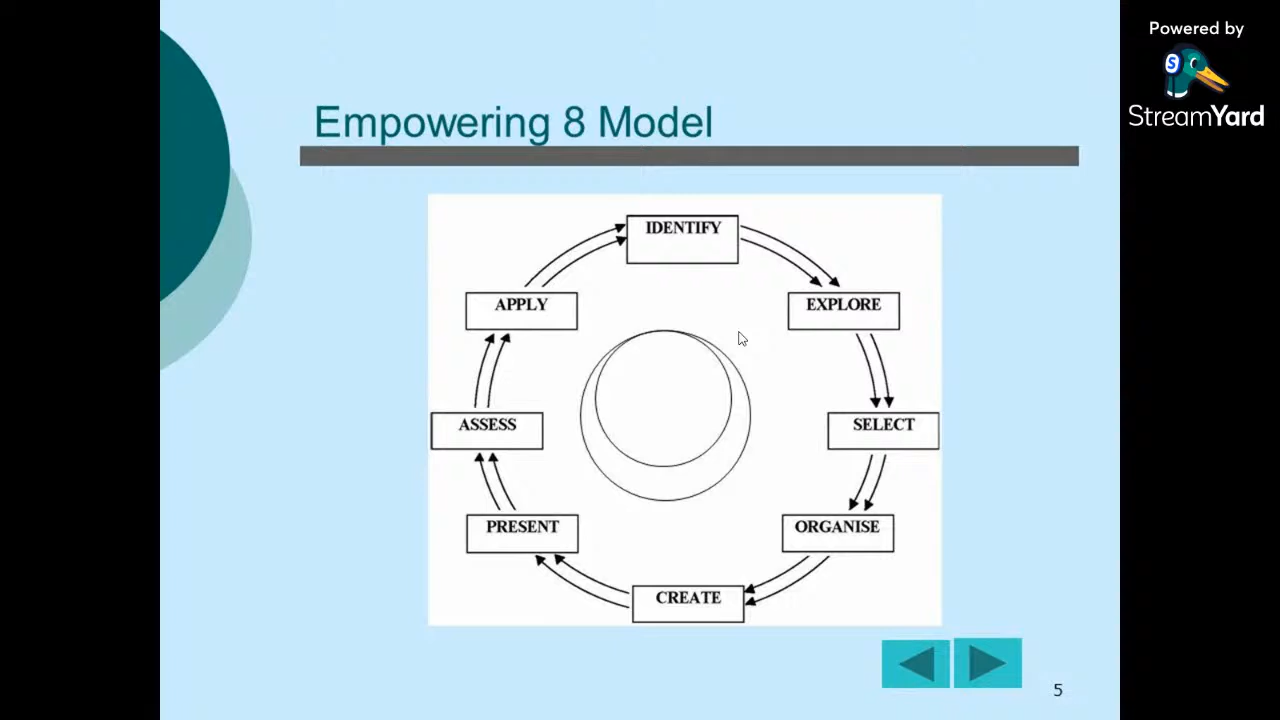 Powered by
S
StreamYard
Empowering 8 Model
IDENTIFY
EXPLORE
SELECT
ORGANISE
CREATE
PRESENT
ASSESS
APPLY
5